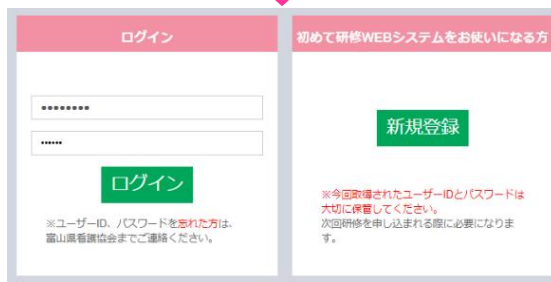 ログイン
••••••••
••••••
ログイン
※ユーザーID、パスワードを忘れた方は、
富山県看護協会までご連絡ください。
初めて研修WEBシステムをお使いになる方
新規登録
※今回取得されたユーザーIDとパスワードは
大切に保管してください。
次回研修を申し込まれる際に必要になりま
す。